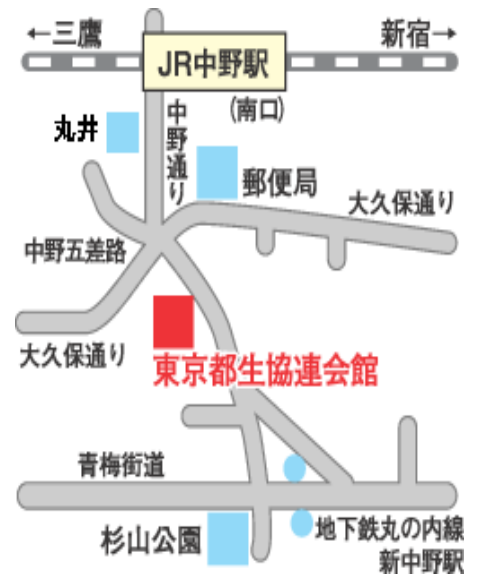 ←三鷹
新宿→
JR中野駅
(南口)
丸井
中野通り
郵便局
大久保通り
中野五差路
大久保通り
東京都生協連会館
青梅街道
杉山公園
地下鉄丸の内線
新中野駅